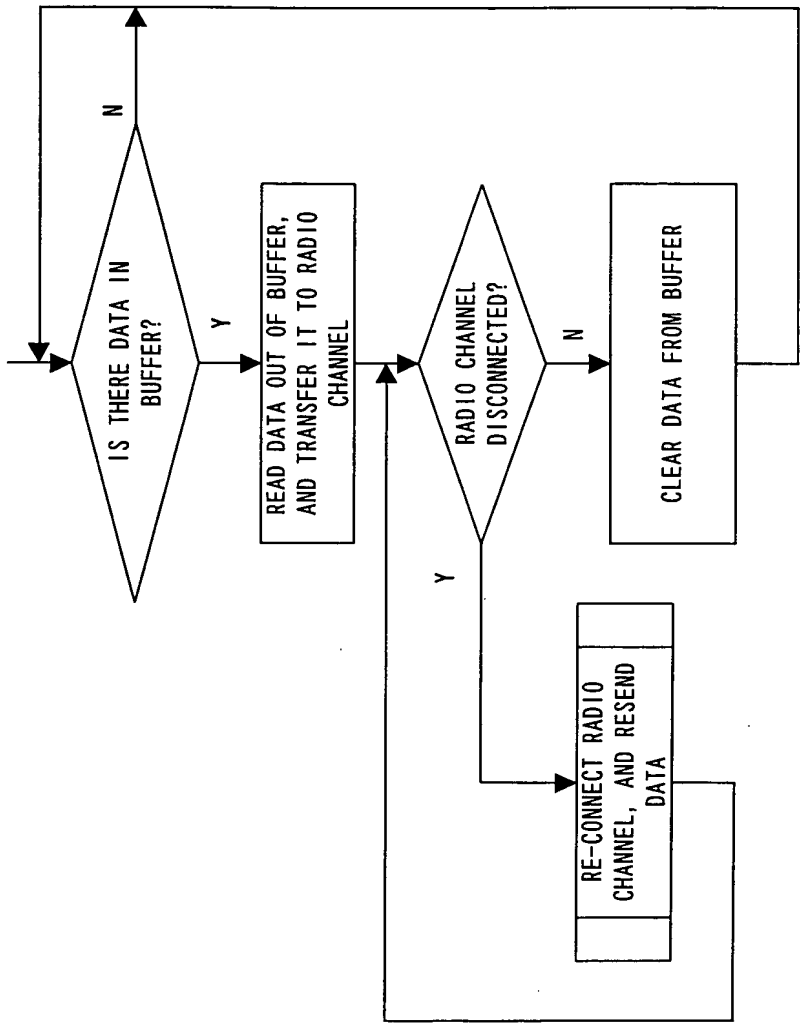 IS THERE DATA IN
BUFFER?
N
Y
READ DATA OUT OF BUFFER,
AND TRANSFER IT TO RADIO
CHANNEL
RADIO CHANNEL
DISCONNECTED?
Y
N
RE-CONNECT RADIO
CHANNEL, AND RESEND
DATA
CLEAR DATA FROM BUFFER